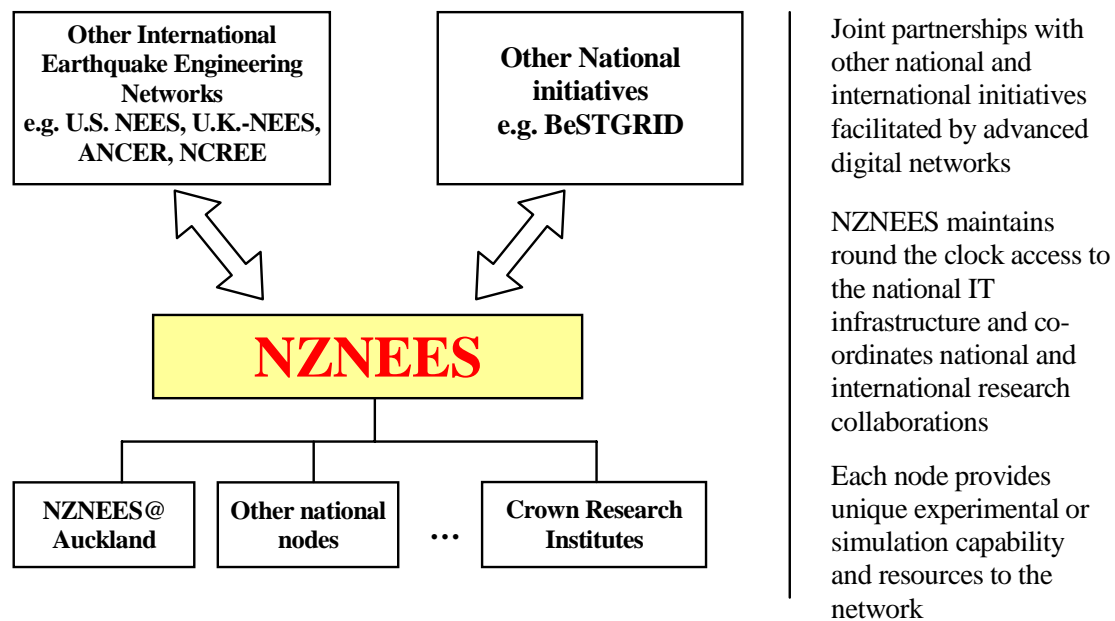 Other International
Earthquake Engineering
Networks
e.g. U.S. NEES, U.K.-NEES,
ANCER, NCREE
Other National
initiatives
e.g. BeSTGRID
NZNEES
NZNEES@
Auckland
Other national
nodes
...
Crown Research
Institutes
Joint partnerships with
other national and
international initiatives
facilitated by advanced
digital networks
NZNEES maintains
round the clock access to
the national IT
infrastructure and co-
ordinates national and
international research
collaborations
Each node provides
unique experimental or
simulation capability
and resources to the
network